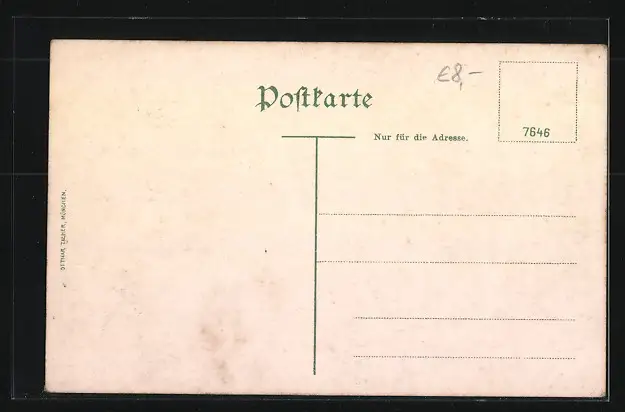 €8,-
Postkarte
7646
Nur für die Adresse.
OTTMAR ZIEHER, MÜNCHEN.